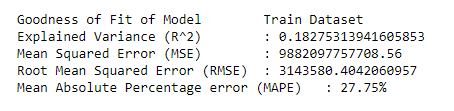 Goodness of Fit of Model Train Dataset
Explained Variance (R^2) : 0.18275313941605853
Mean Squared Error (MSE) : 9882097757708.56
Root Mean Squared Error (RMSE) : 3143580.4042060957
Mean Absolute Percentage error (MAPE : 27.75%